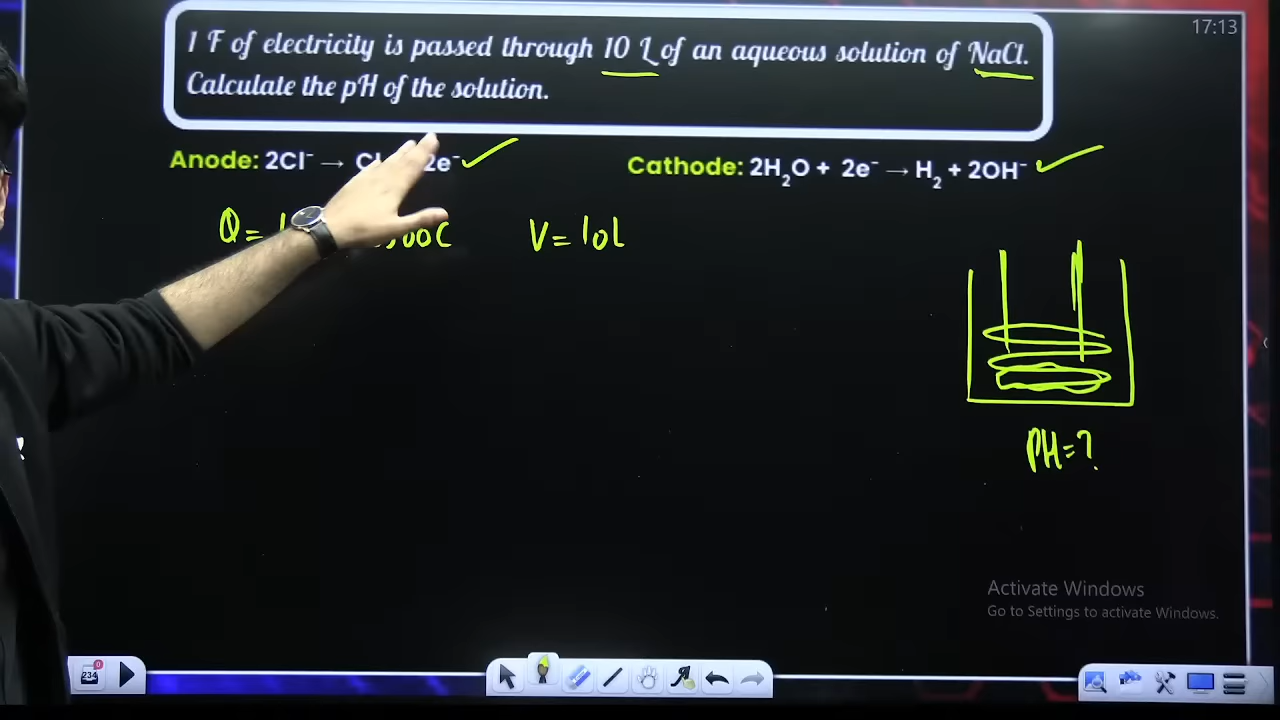 17:13
1 F of electricity is passed through 10 L of an aqueous solution of NaCl.
Calculate the pH of the solution.
Anode: 2Cl⁻ → 2e⁻
Cathode: 2H₂O + 2e⁻ → H₂ + 2OH⁻
Q = V = 10L
PH = ?
Activate Windows
Go to Settings to activate Windows.
234
0